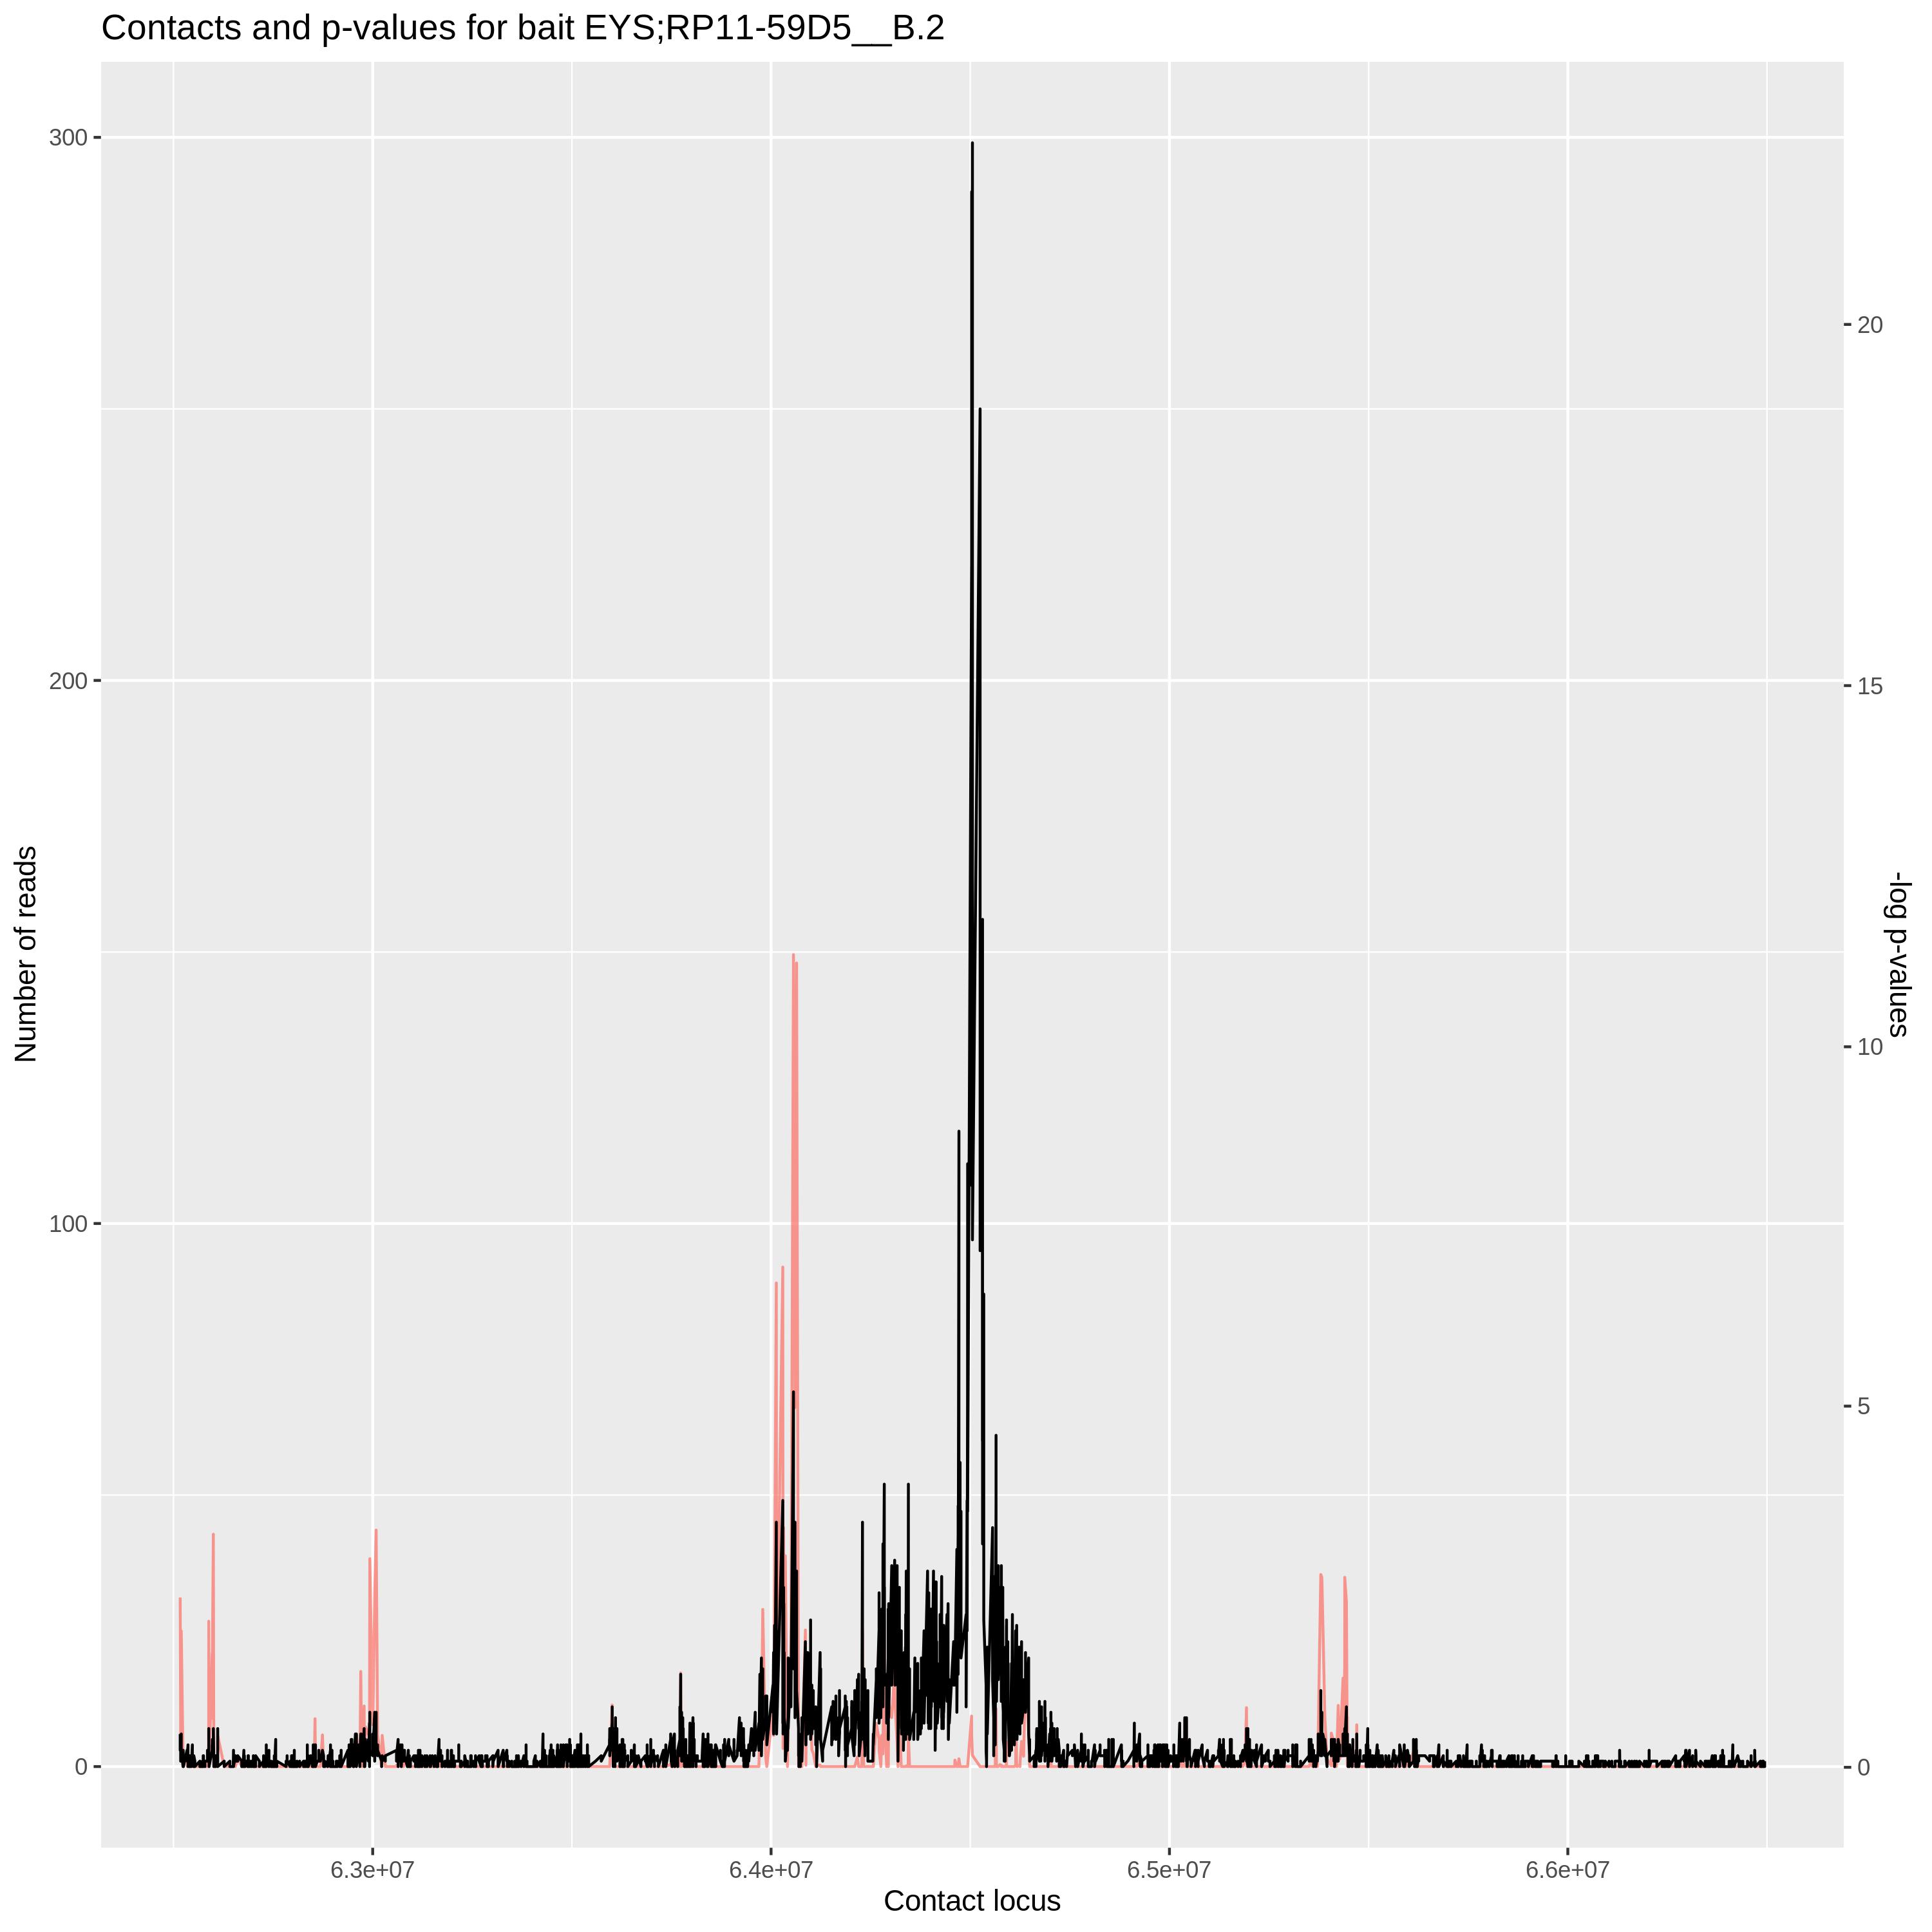 Contacts and p-values for bait EYS;RP11-59D5__B.2
300
200
100
0
Number of reads
20
15
10
5
0
-log p-values
6.3e+07
6.4e+07
6.5e+07
6.6e+07
Contact locus